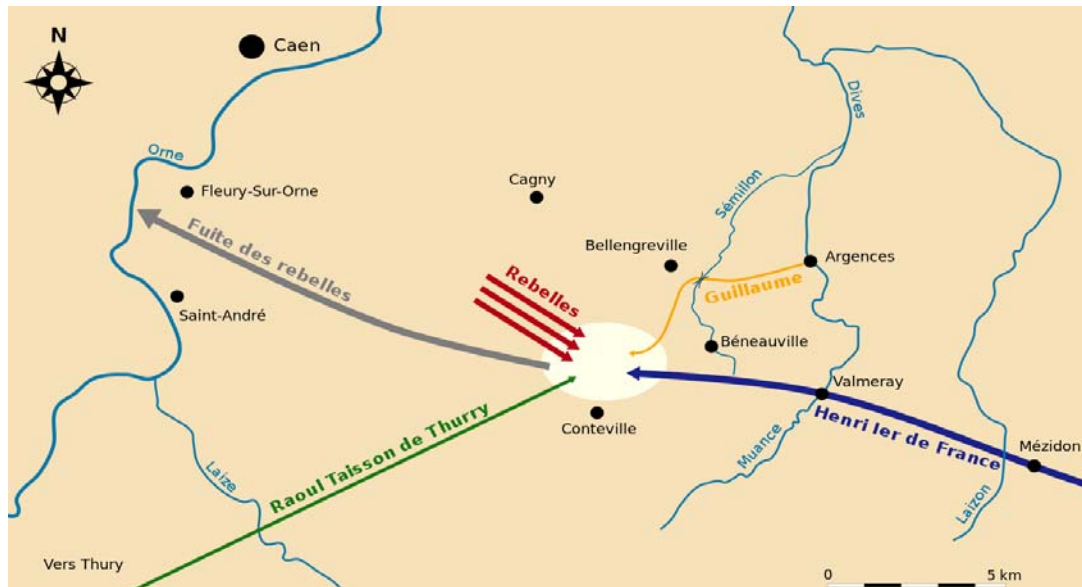 N
Caen
Orne
Dives
Fleury-Sur-Orne
Cagny
Sémillon
Fuite des rebelles
Bellengreville
Argences
Rebelles
Guillaume
Saint-André
Béneauville
Valmeray
Conteville
Henri Ier de France
Mézidon
Raoul Taisson de Thurry
Muance
Laize
Laizon
Vers Thury
0
5 km